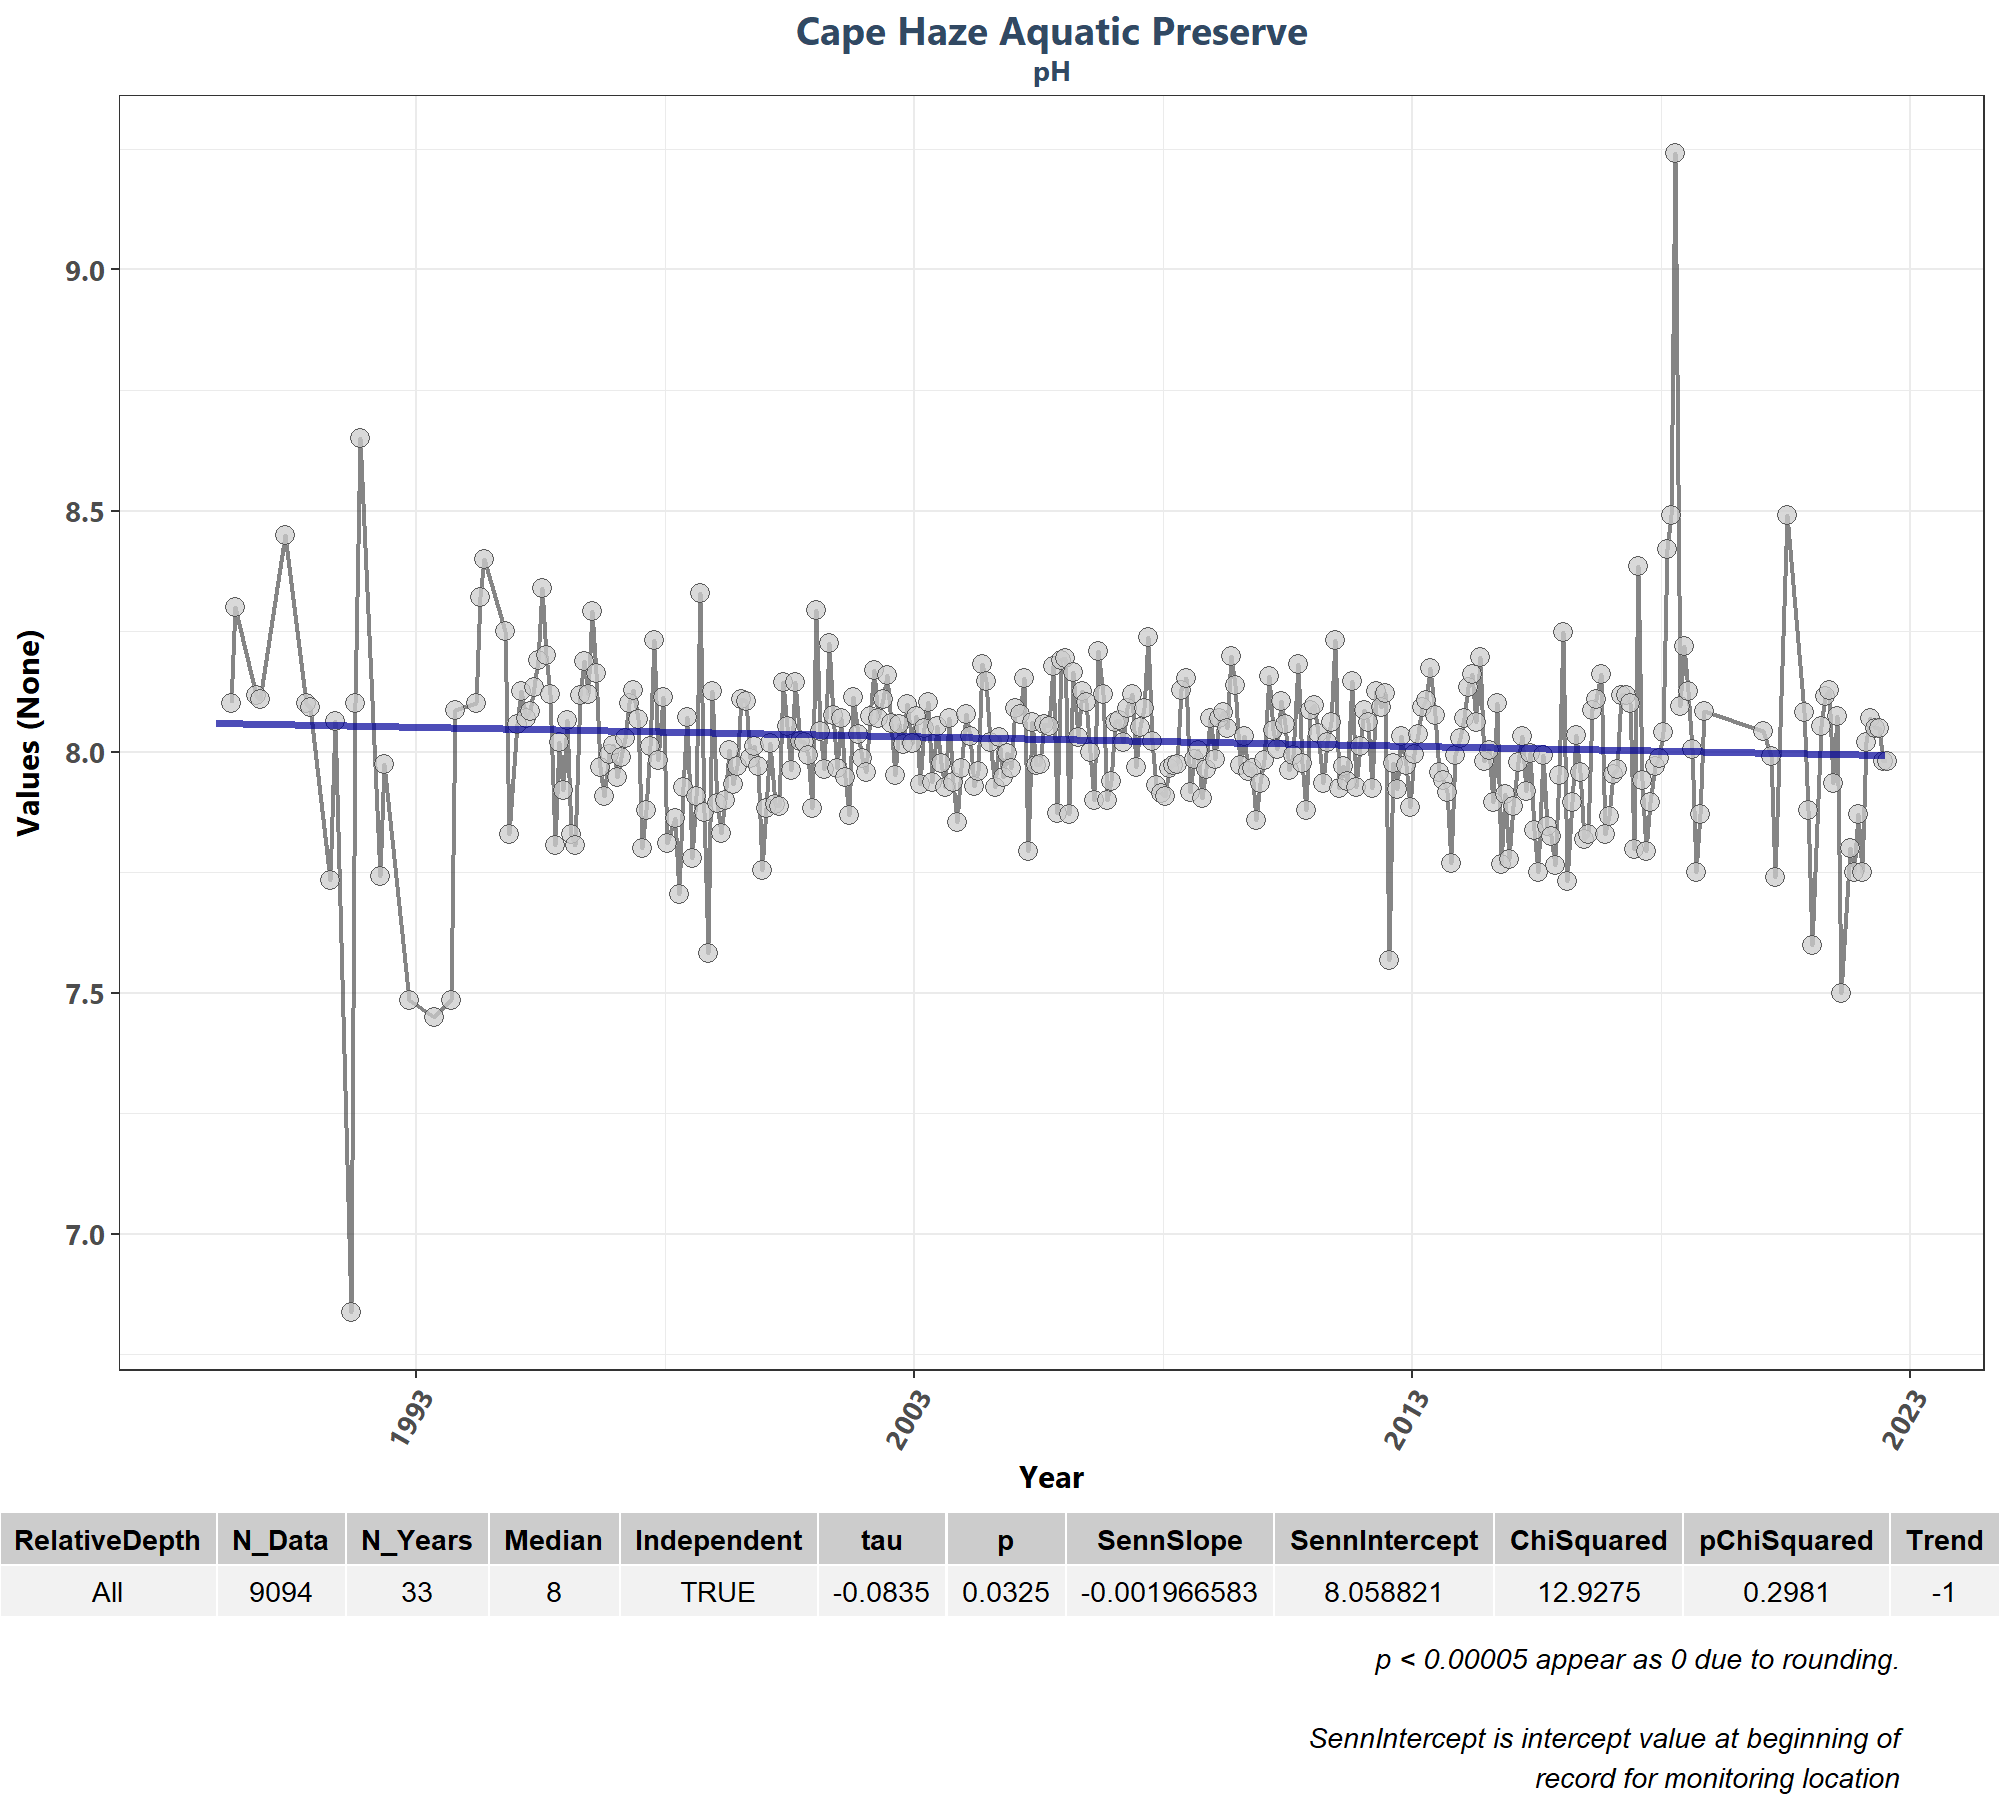 Cape Haze Aquatic Preserve
pH
Values (None)
9.0
8.5
8.0
7.5
7.0
1993
2003
2013
2023
Year
RelativeDepth N_Data N_Years Median Independent tau p SennSlope SennIntercept ChiSquared pChiSquared Trend
All 9094 33 8 TRUE -0.0835 0.0325 -0.001966583 8.058821 12.9275 0.2981 -1
p < 0.00005 appear as 0 due to rounding.
SennIntercept is intercept value at beginning of
record for monitoring location